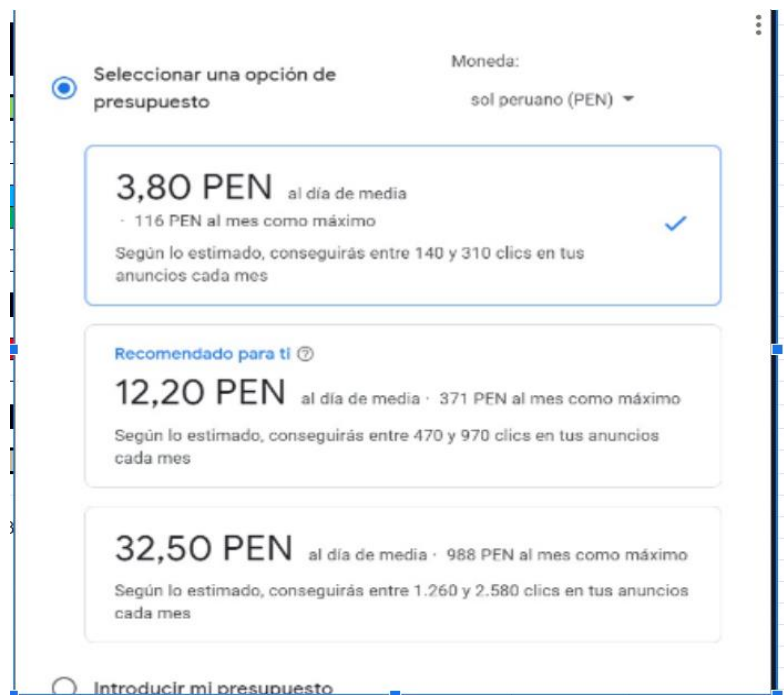 Seleccionar una opción de
presupuesto
Moneda:
sol peruano (PEN)
3,80 PEN al día de media
· 116 PEN al mes como máximo
Según lo estimado, conseguirás entre 140 y 310 clics en tus
anuncios cada mes
Recomendado para ti
12,20 PEN al día de media · 371 PEN al mes como máximo
Según lo estimado, conseguirás entre 470 y 970 clics en tus anuncios
cada mes
32,50 PEN al día de media · 988 PEN al mes como máximo
Según lo estimado, conseguirás entre 1.260 y 2.580 clics en tus anuncios
cada mes
Introducir mi presupuesto